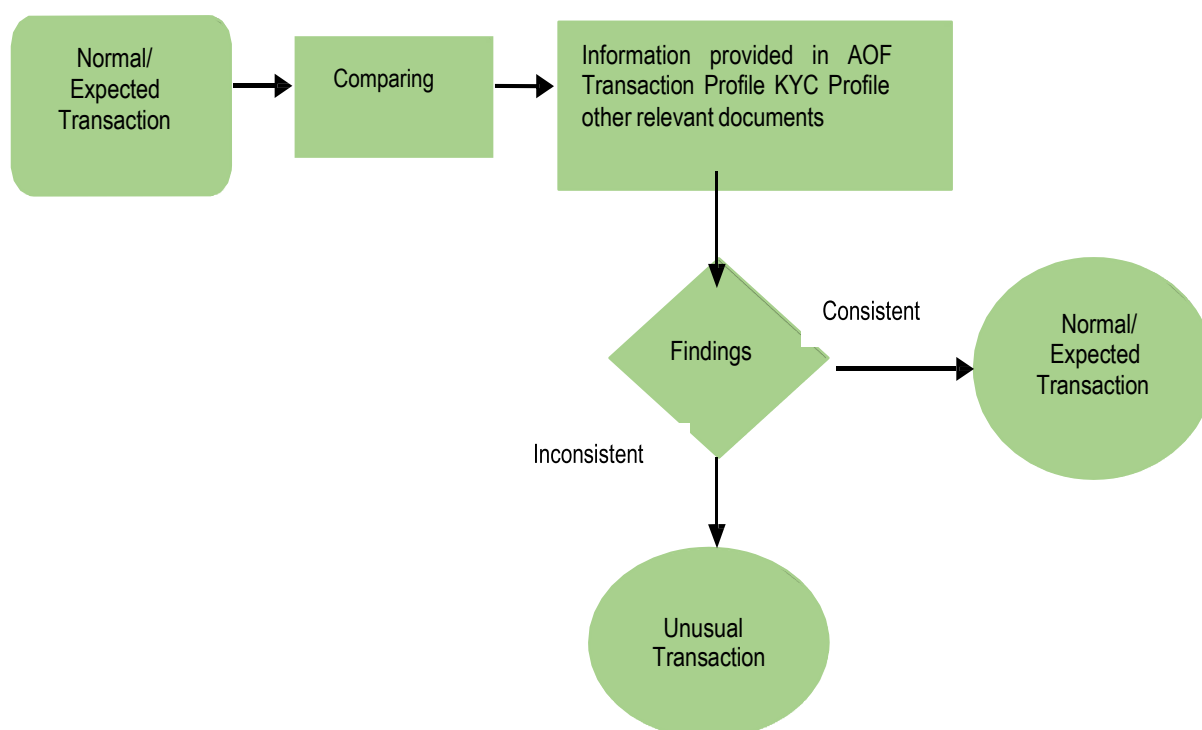 Normal/
Expected
Transaction
Comparing
Information provided in AOF
Transaction Profile KYC Profile
other relevant documents
Findings
Consistent
Normal/
Expected
Transaction
Inconsistent
Unusual
Transaction